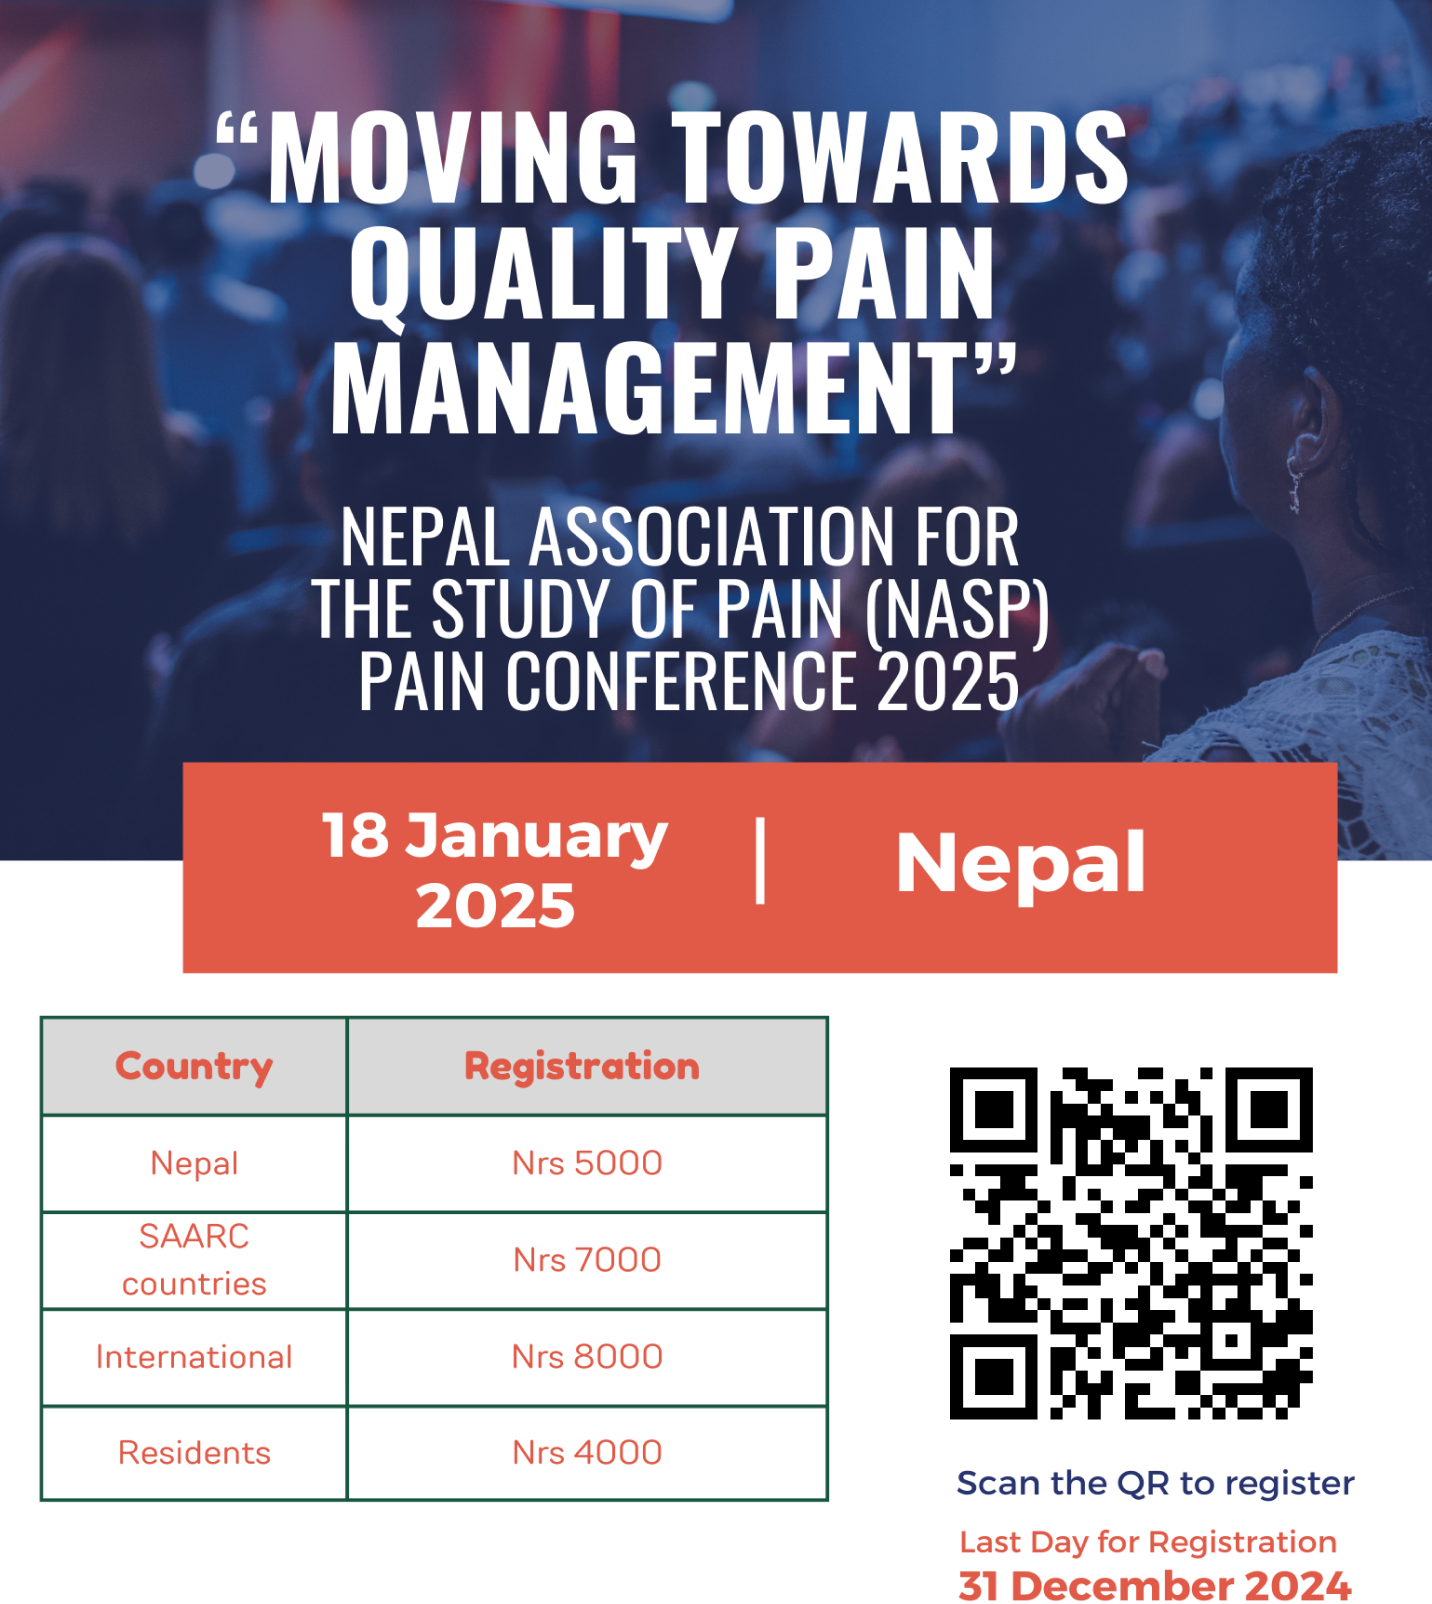 “MOVING TOWARDS
QUALITY PAIN
MANAGEMENT”
NEPAL ASSOCIATION FOR
THE STUDY OF PAIN (NASP)
PAIN CONFERENCE 2025
18 January
2025
Nepal
Country Registration
Nepal Nrs 5000
SAARC
countries Nrs 7000
International Nrs 8000
Residents Nrs 4000
Scan the QR to register
Last Day for Registration
31 December 2024